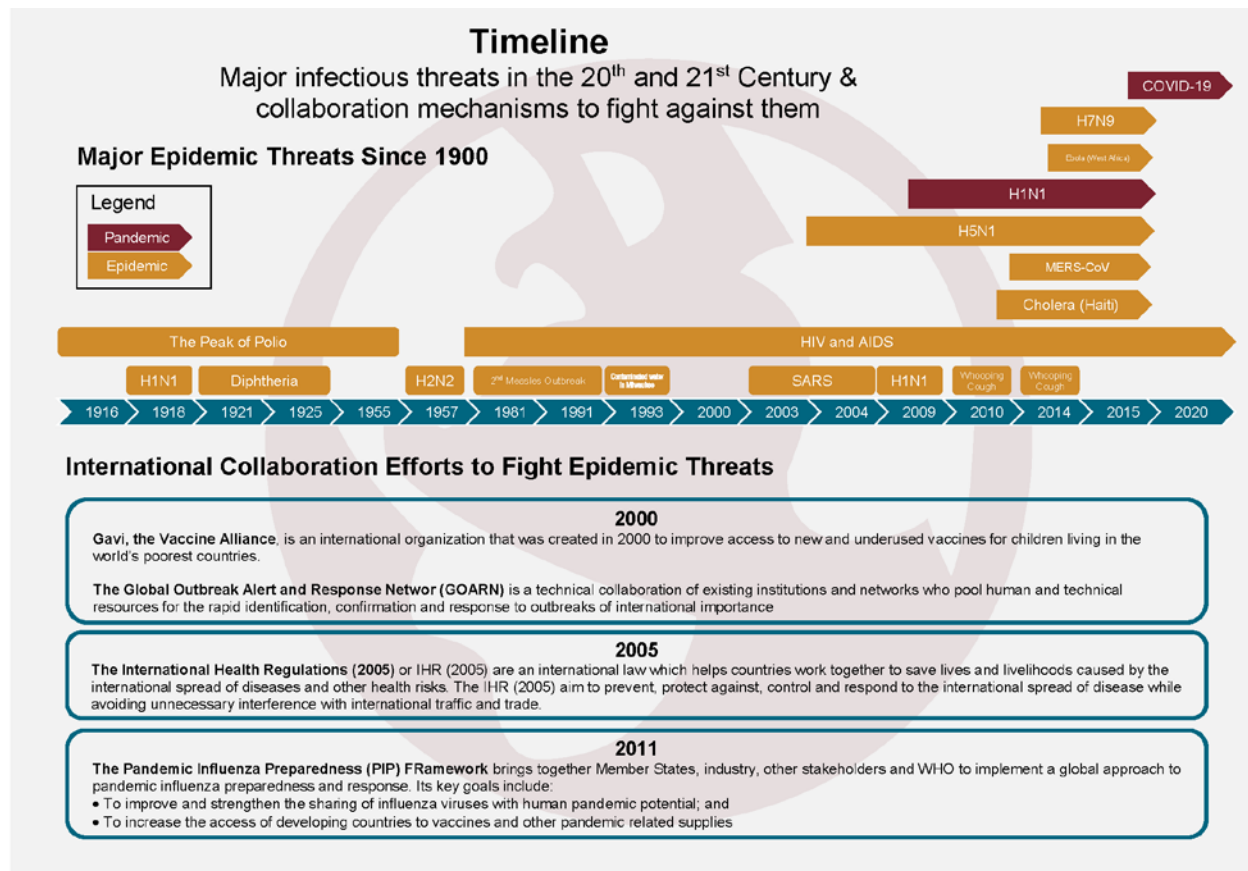 Timeline
Major infectious threats in the 20th and 21st Century &
collaboration mechanisms to fight against them
Major Epidemic Threats Since 1900
Legend
Pandemic
Epidemic
COVID-19
H7N9
Ebola (West Africa)
H1N1
H5N1
MERS-CoV
Cholera (Haiti)
The Peak of Polio
HIV and AIDS
H1N1
Diphtheria
H2N2
2nd Measles Outbreak
Contaminated water
in Milwaukee
SARS
H1N1
Whooping
Cough
Whooping
Cough
1916 1918 1921 1925 1955 1957 1981 1991 1993 2000 2003 2004 2009 2010 2014 2015 2020
International Collaboration Efforts to Fight Epidemic Threats
2000
Gavi, the Vaccine Alliance, is an international organization that was created in 2000 to improve access to new and underused vaccines for children living in the
world's poorest countries.
The Global Outbreak Alert and Response Networ (GOARN) is a technical collaboration of existing institutions and networks who pool human and technical
resources for the rapid identification, confirmation and response to outbreaks of international importance
2005
The International Health Regulations (2005) or IHR (2005) are an international law which helps countries work together to save lives and livelihoods caused by the
international spread of diseases and other health risks. The IHR (2005) aim to prevent, protect against, control and respond to the international spread of disease while
avoiding unnecessary interference with international traffic and trade.
2011
The Pandemic Influenza Preparedness (PIP) FRamework brings together Member States, industry, other stakeholders and WHO to implement a global approach to
pandemic influenza preparedness and response. Its key goals include:
• To improve and strengthen the sharing of influenza viruses with human pandemic potential; and
• To increase the access of developing countries to vaccines and other pandemic related supplies